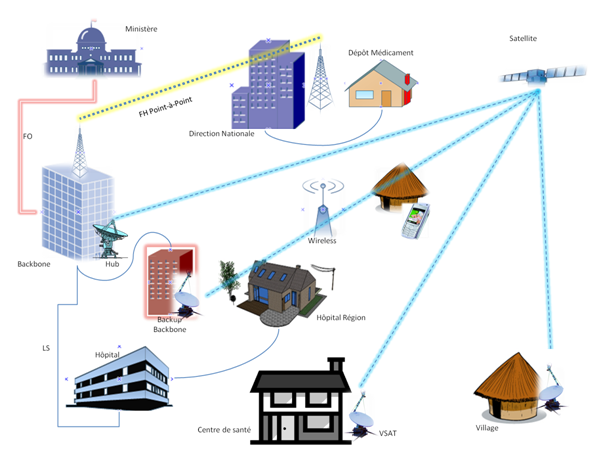 Ministère
Satellite
Dépôt Médicament
FH Point-à-Point
Direction Nationale
FO
Wireless
Backbone
Hub
Backup
Backbone
Hôpital Région
LS
Hôpital
Centre de santé
VSAT
Village